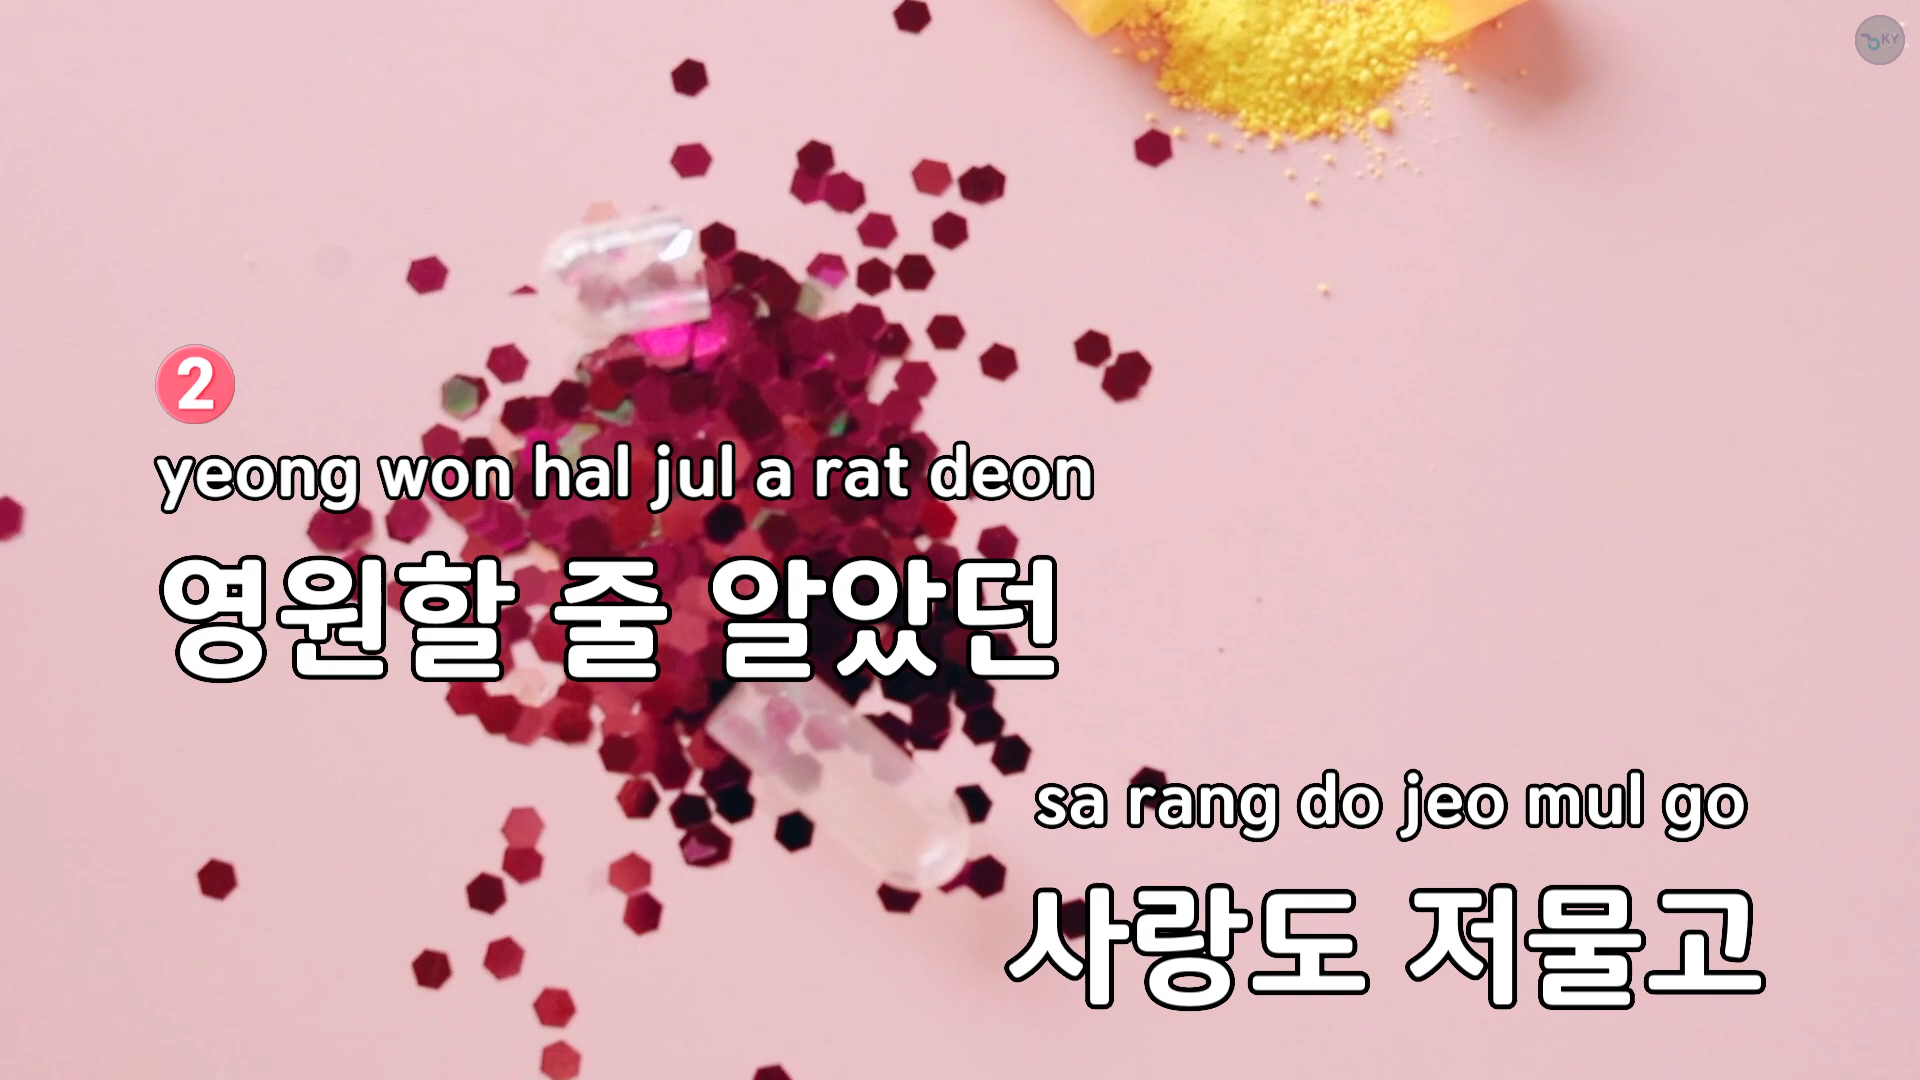 KY
2
yeong won hal jul a rat deon
영원할 줄 알았던
sa rang do jeo mul go
사랑도 저물고